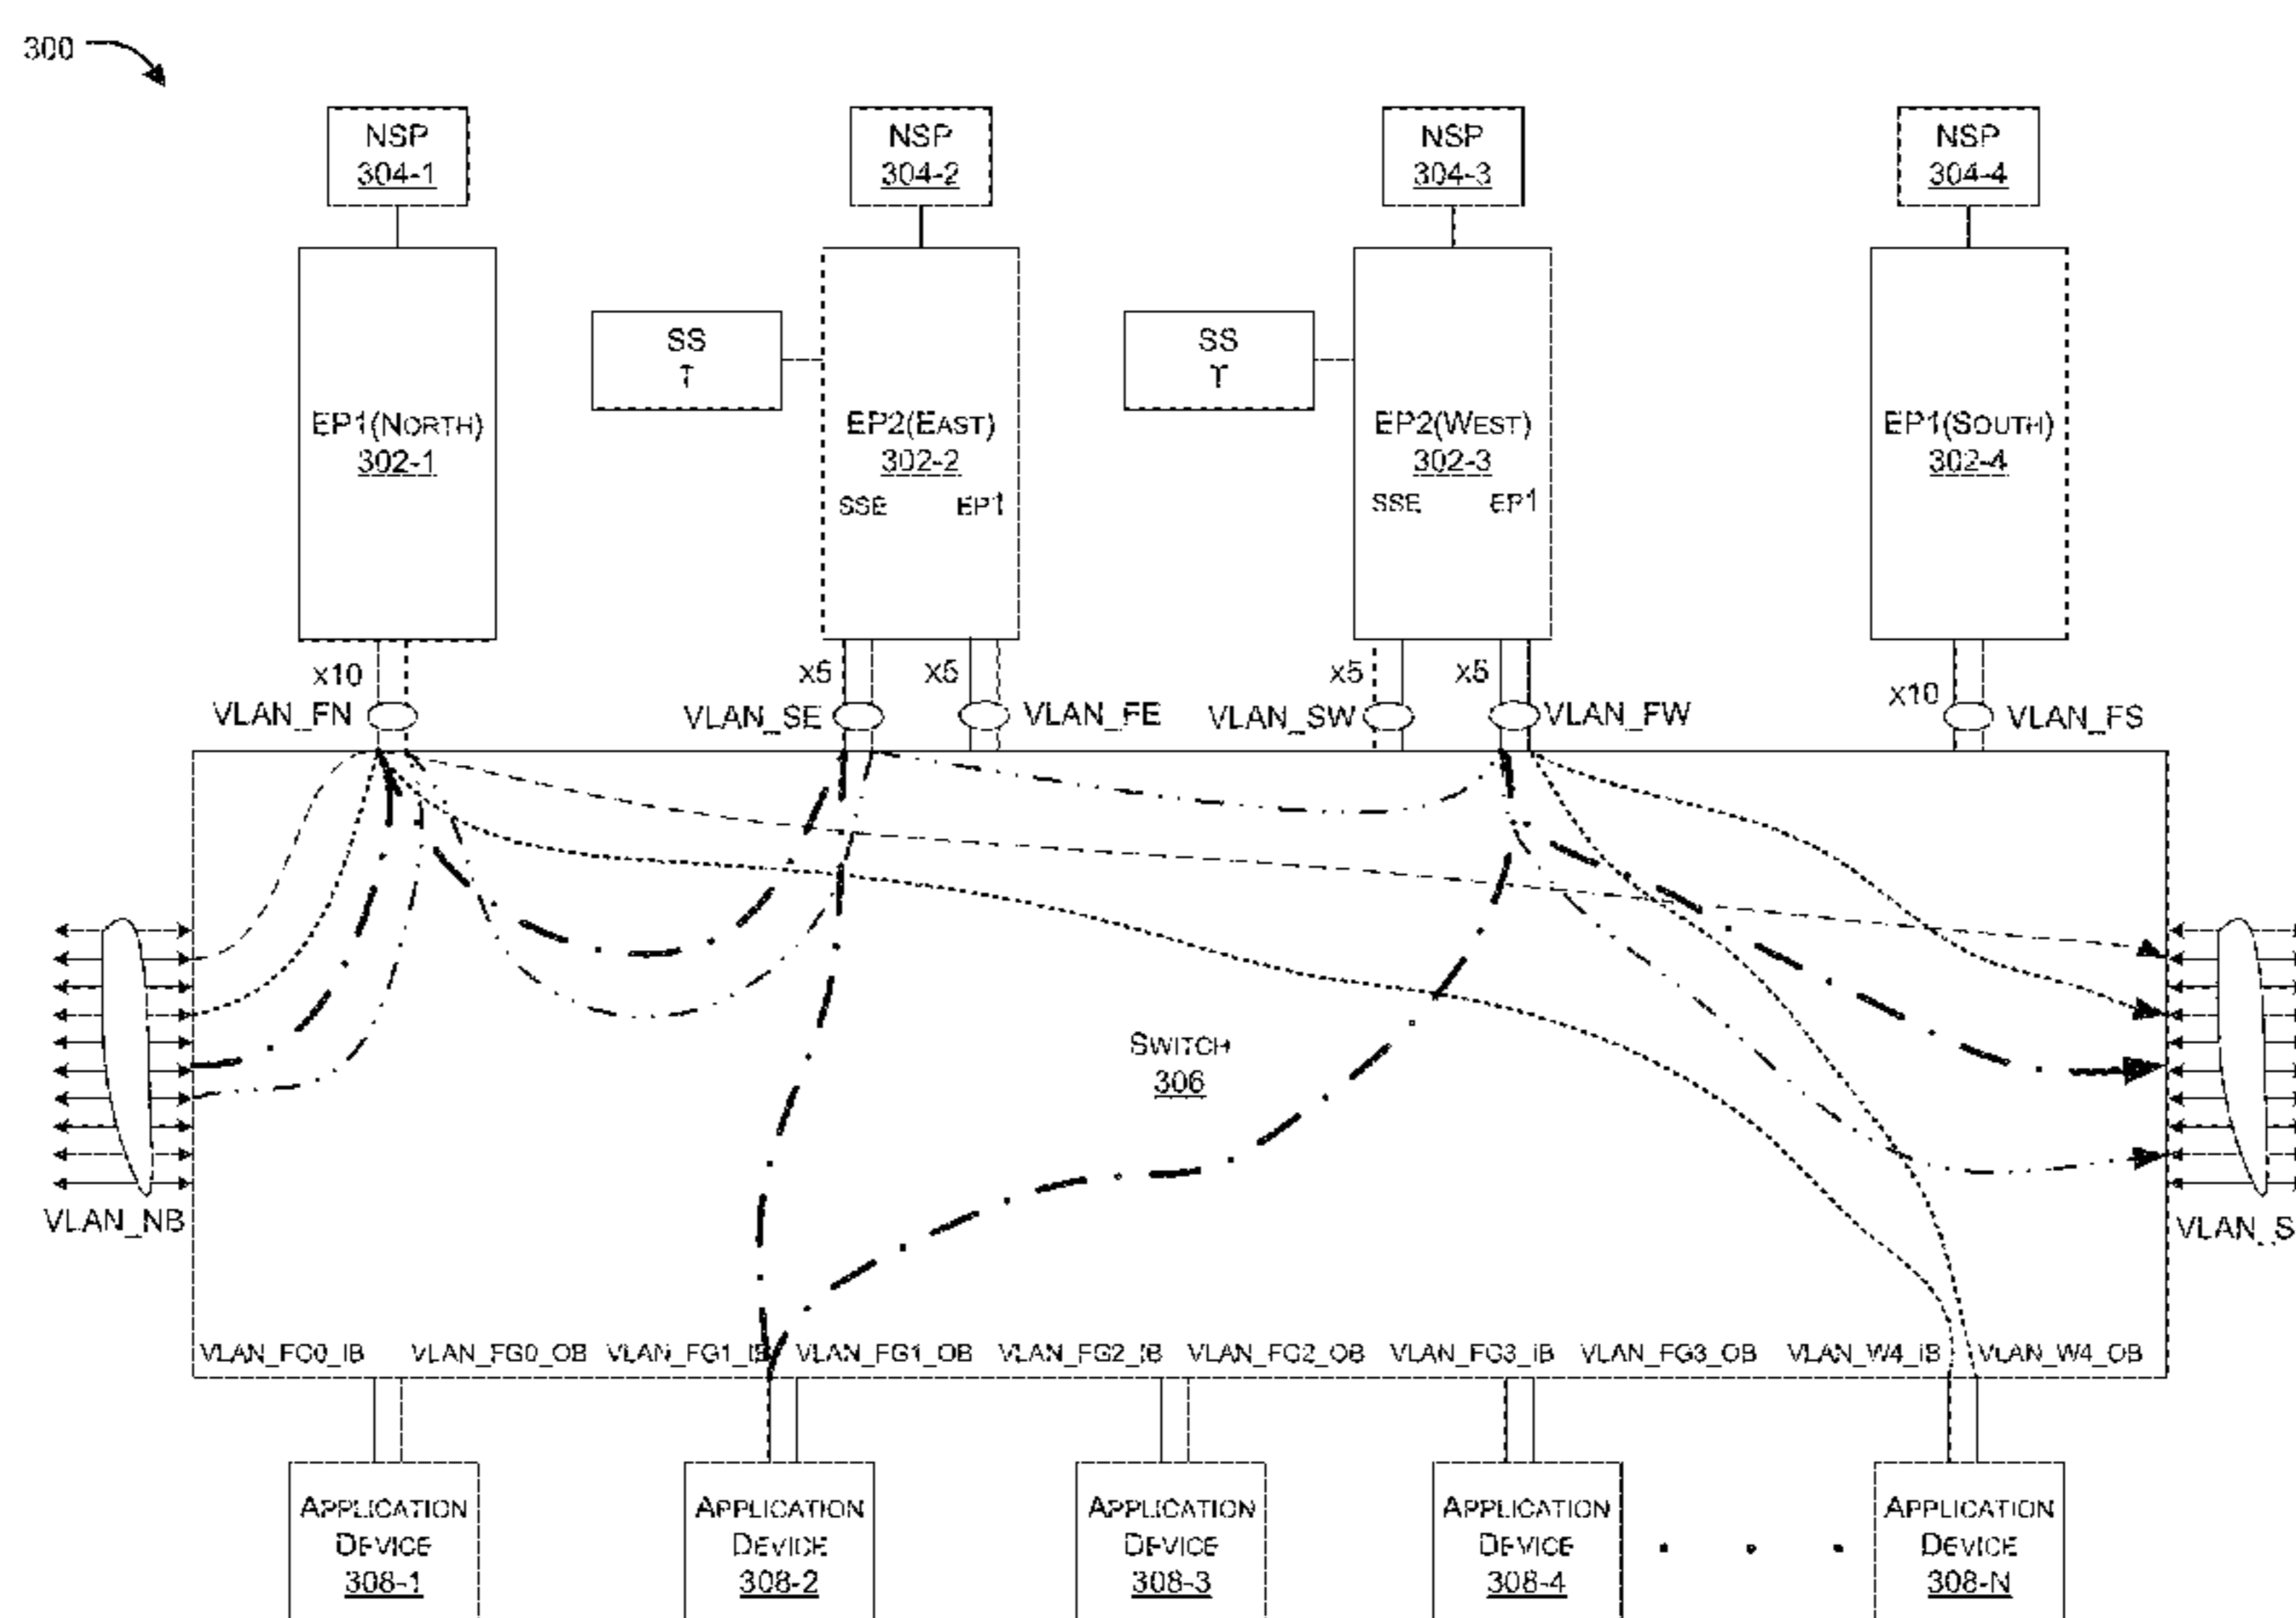 300
NSP
304-1
NSP
304-2
NSP
304-3
NSP
304-4
SS
T
SS
T
EP1(NORTH)
302-1
EP2(EAST)
302-2
SSE EP1
EP2(WEST)
302-3
SSE EP1
EP1(SOUTH)
302-4
x10
x5
x5
x5
x5
x10
VLAN_FN
VLAN_SE
VLAN_FE
VLAN_SW
VLAN_FW
VLAN_FS
SWITCH
306
VLAN_NB
VLAN_S
VLAN_FG0_IB
VLAN_FG0_OB
VLAN_FG1_IB
VLAN_FG1_OB
VLAN_FG2_IB
VLAN_FG2_OB
VLAN_FG3_IB
VLAN_FG3_OB
VLAN_W4_IB
VLAN_W4_OB
APPLICATION
DEVICE
308-1
APPLICATION
DEVICE
308-2
APPLICATION
DEVICE
308-3
APPLICATION
DEVICE
308-4
APPLICATION
DEVICE
308-N